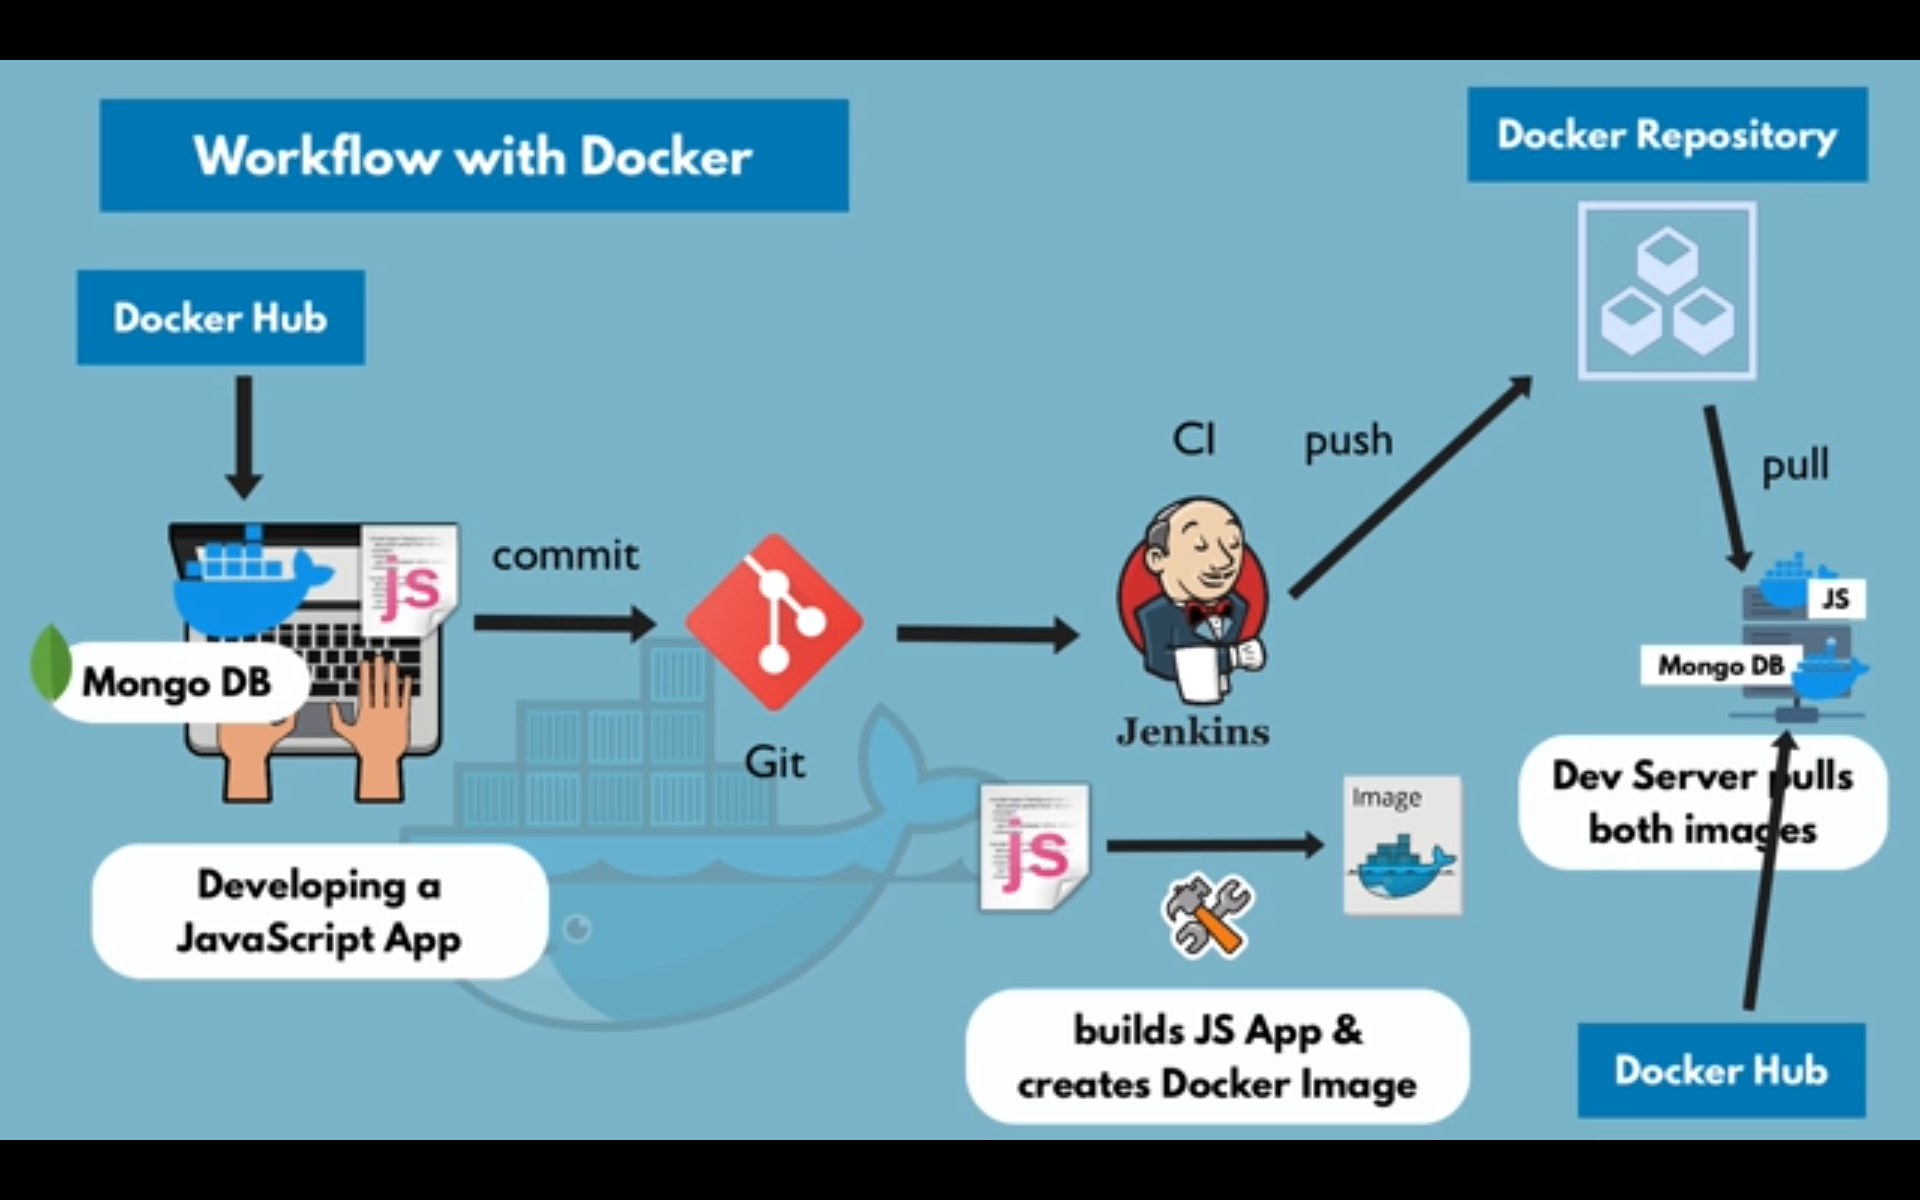 Workflow with Docker
Docker Repository
Docker Hub
CI
push
pull
commit
js
JS
Mongo DB
Mongo DB
Jenkins
Git
Dev Server pulls
both images
Image
js
Developing a
JavaScript App
builds JS App &
creates Docker Image
Docker Hub